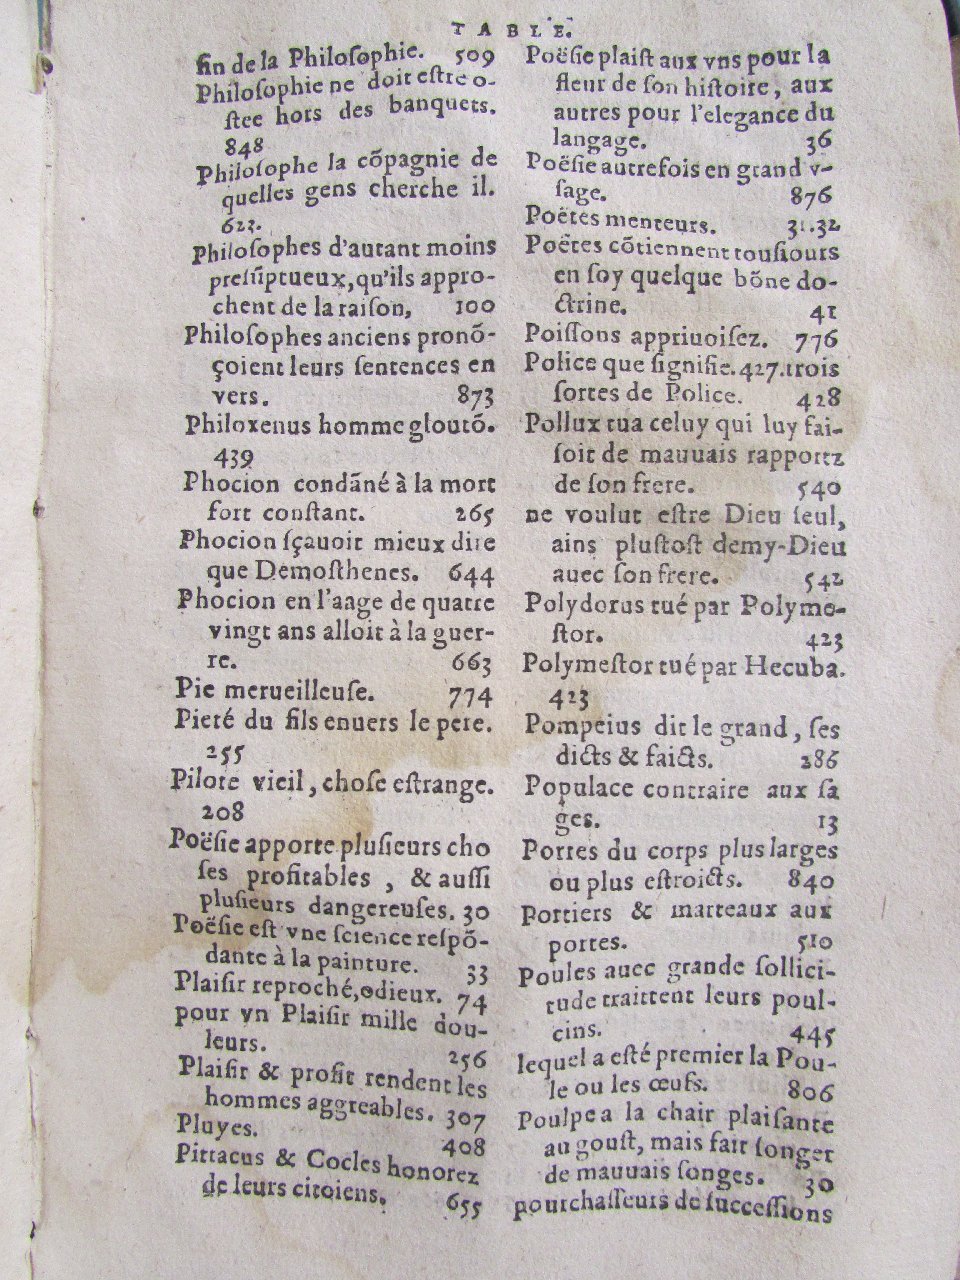 TABLE.
fin de la Philosophie. 509
Philosophie ne doit estre o-
stee hors des banquets.
848
Philosophe la cõpagnie de
quelles gens cherche il.
622.
Philosophes d'autant moins
presũptueux, qu'ils appro-
chent de la raison, 100
Philosophes anciens pronõ-
çoient leurs sentences en
vers. 873
Philoxenus homme gloutõ.
439
Phocion condãné à la mort
fort constant. 265
Phocion sçauoit mieux dire
que Demosthenes. 644
Phocion en l'aage de quatre
vingt ans alloit à la guer-
re. 663
Pie merueilleuse. 774
Pieté du fils enuers le pere.
255
Pilote vieil, chose estrange.
208
Poësie apporte plusieurs cho
ses profitables, & aussi
plusieurs dangereuses. 30
Poësie est vne science respõ-
dante à la painture. 33
Plaisir reproché, odieux. 74
pour vn Plaisir mille dou-
leurs. 256
Plaisir & profit rendent les
hommes aggreables. 307
Pluyes. 408
Pittacus & Cocles honorez
de leurs citoiens. 655
Poësie plaist aux vns pour la
fleur de son histoire, aux
autres pour l'elegance du
langage. 36
Poësie autrefois en grand v-
sage. 876
Poëtes menteurs. 31.32
Poëtes cõtiennent tousiours
en soy quelque bõne do-
ctrine. 41
Poissons appriuoisez. 776
Police que signifie. 427. trois
sortes de Police. 428
Pollux tua celuy qui luy fai-
soit de mauuais rapportz
de son frere. 540
ne voulut estre Dieu seul,
ains plustost demy-Dieu
auec son frere. 542
Polydorus tué par Polyme-
stor. 423
Polymestor tué par Hecuba.
423
Pompeius dit le grand, ses
dicts & faicts. 286
Populace contraire aux sa
ges. 13
Portes du corps plus larges
ou plus estroicts. 840
Portiers & marteaux aux
portes. 510
Poules auec grande sollici-
tude traittent leurs poul-
cins. 445
lequel a esté premier la Pou-
le ou les œufs. 806
Poulpe a la chair plaisante
au goust, mais fait songer
de mauuais songes. 30
pourchasseurs de successions